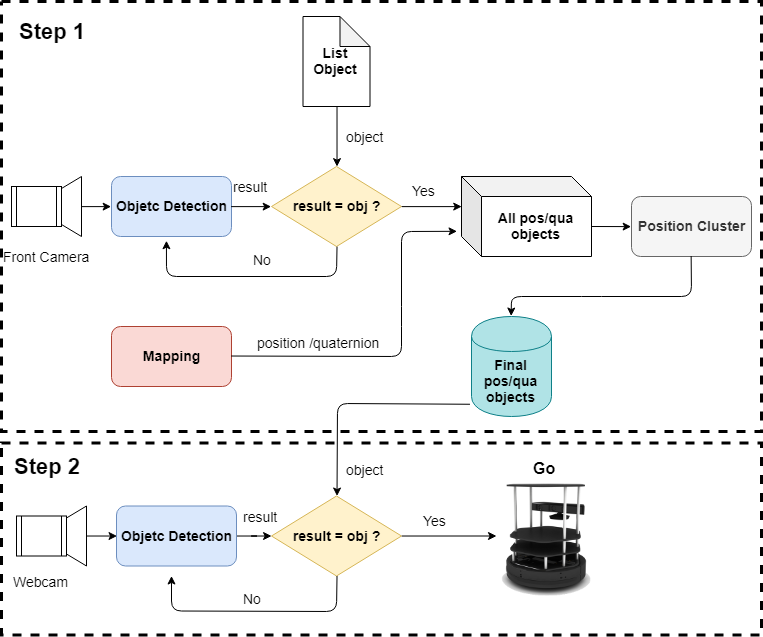 Step 1
List
Object
object
Front Camera
Objetc Detection
result
result = obj ?
Yes
No
All pos/qua
objects
Position Cluster
Mapping
position /quaternion
Final
pos/qua
objects
Step 2
object
Webcam
Objetc Detection
result
result = obj ?
Yes
No
Go